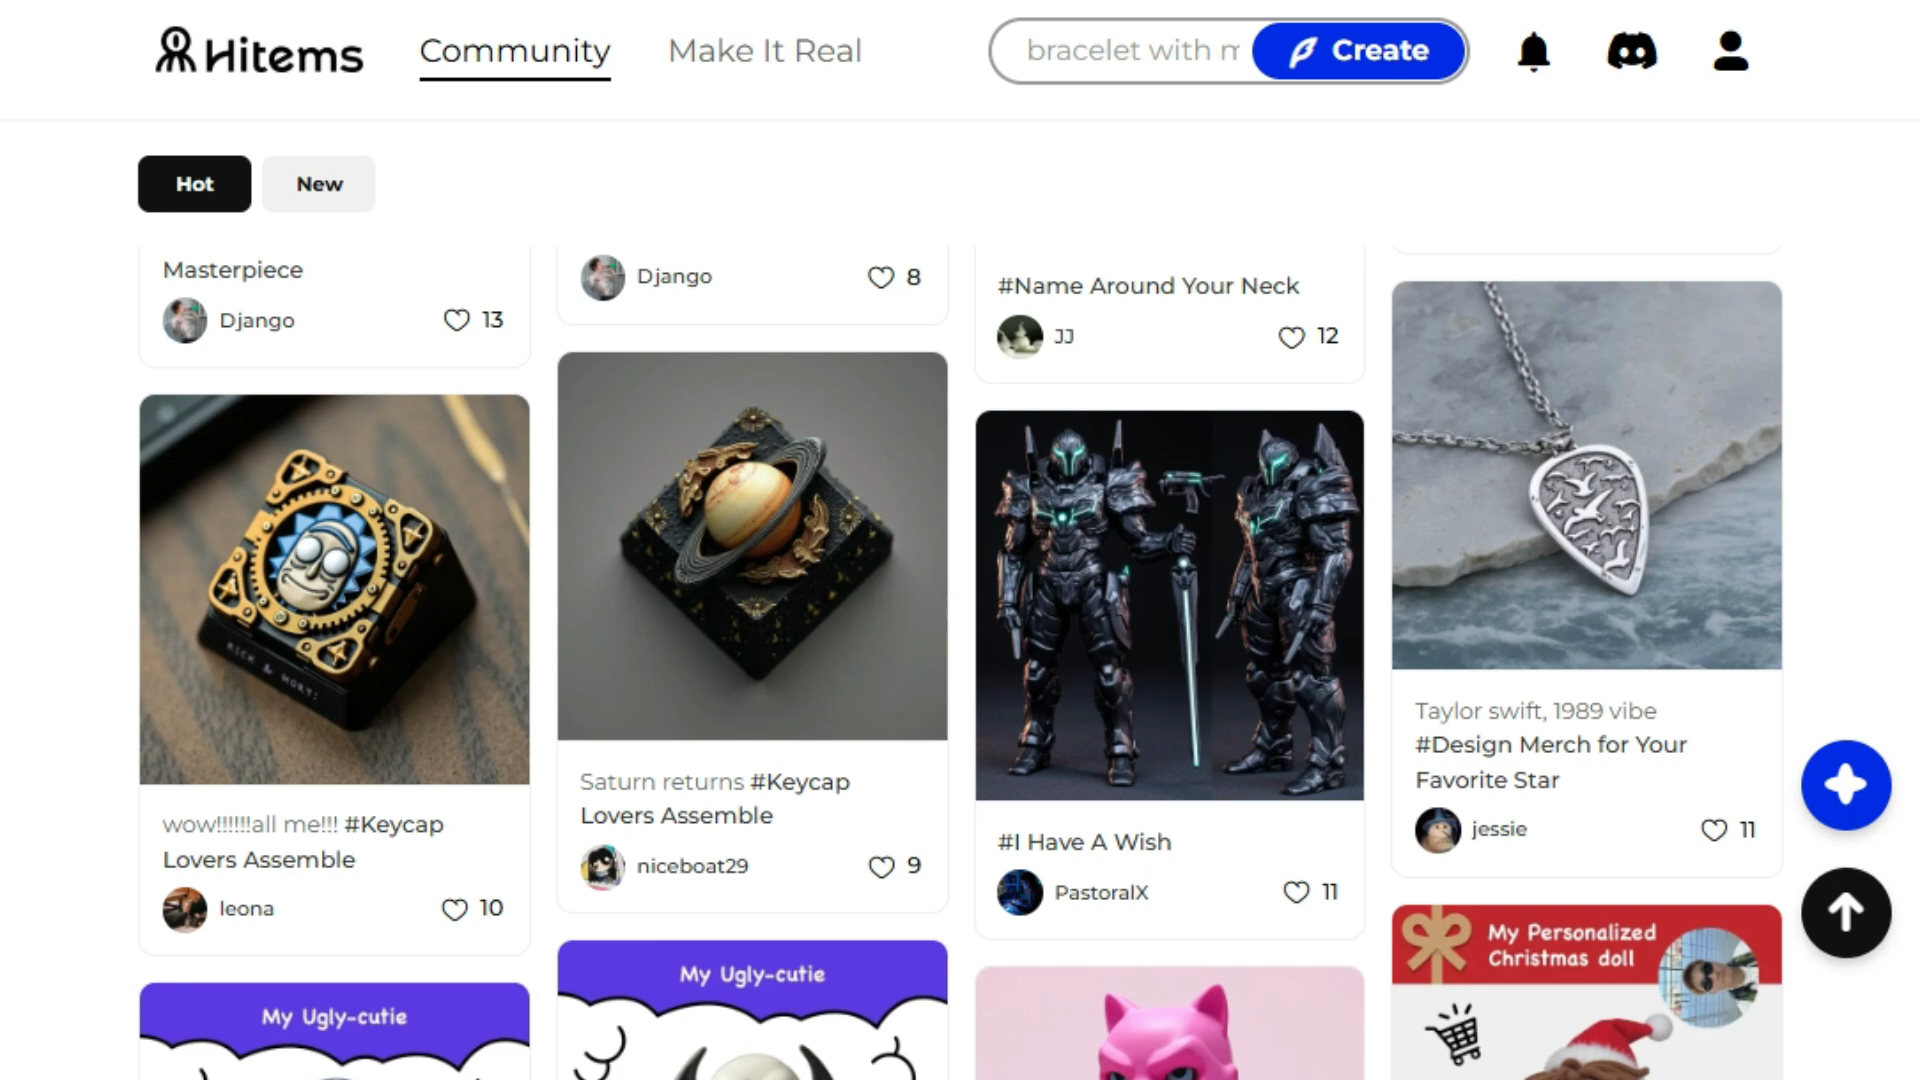 Hitems
Community
Make It Real
bracelet with m
Create
Hot
New
Masterpiece
Django
13
Django
8
#Name Around Your Neck
JJ
12
RICK & MORT:
wow!!!!!!all me!!! #Keycap
Lovers Assemble
leona
10
Saturn returns #Keycap
Lovers Assemble
niceboat29
9
#I Have A Wish
PastoralX
11
Taylor swift, 1989 vibe
#Design Merch for Your
Favorite Star
jessie
11
My Ugly-cutie
My Ugly-cutie
My Personalized
Christmas doll